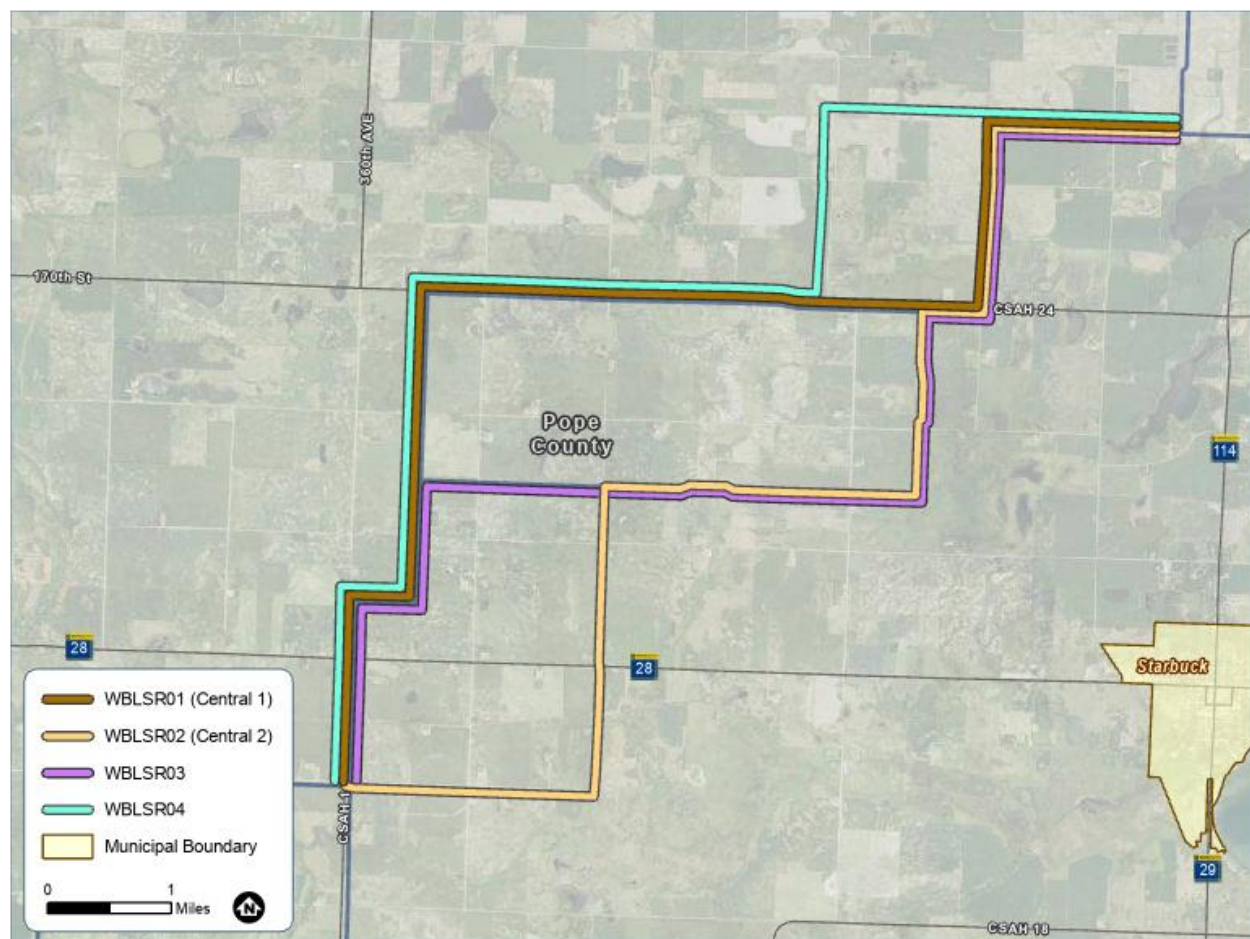 360th AVE
170th St
CSAH 24
Pope
County
114
28
28
Starbuck
WBLSR01 (Central 1)
WBLSR02 (Central 2)
WBLSR03
WBLSR04
Municipal Boundary
0 1
Miles
N
CSAH 1
29
CSAH 18